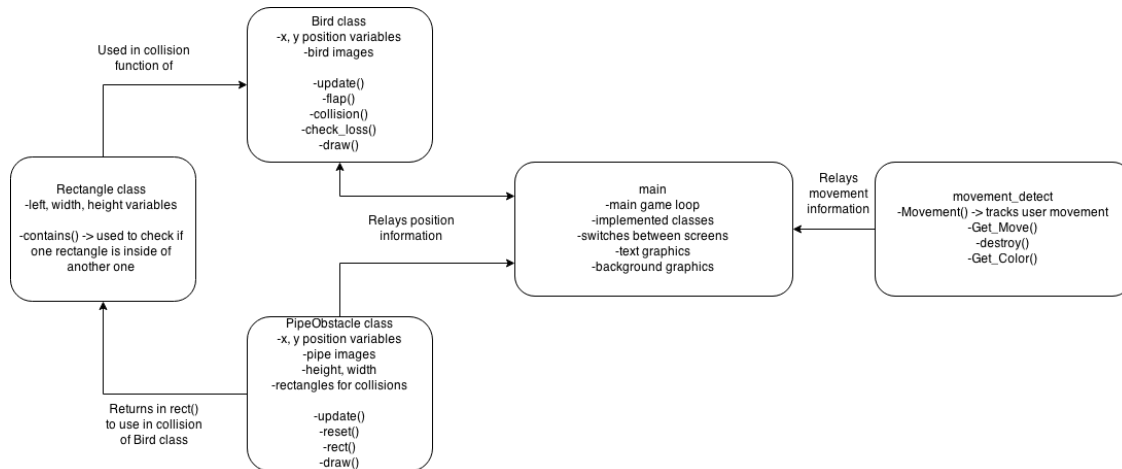 Bird class
-x, y position variables
-bird images
-update()
-flap()
-collision()
-check_loss()
-draw()
Used in collision
function of
Rectangle class
-left, width, height variables
-contains() -> used to check if
one rectangle is inside of
another one
Relays position
information
main
-main game loop
-implemented classes
-switches between screens
-text graphics
-background graphics
Relays
movement
information
movement_detect
-Movement() -> tracks user movement
-Get_Move()
-destroy()
-Get_Color()
PipeObstacle class
-x, y position variables
-pipe images
-height, width
-rectangles for collisions
-update()
-reset()
-rect()
-draw()
Returns in rect()
to use in collision
of Bird class